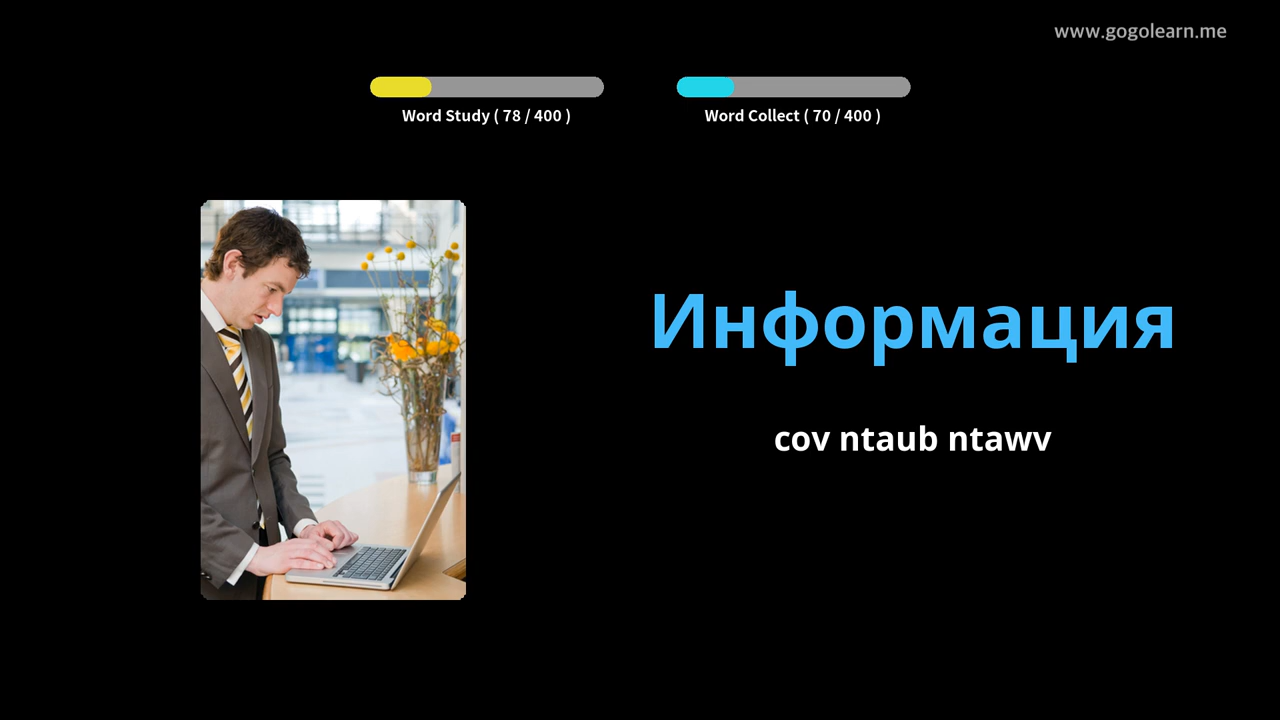 www.gogolearn.me
Word Study ( 78 / 400 )
Word Collect ( 70 / 400 )
Информация
cov ntaub ntawv